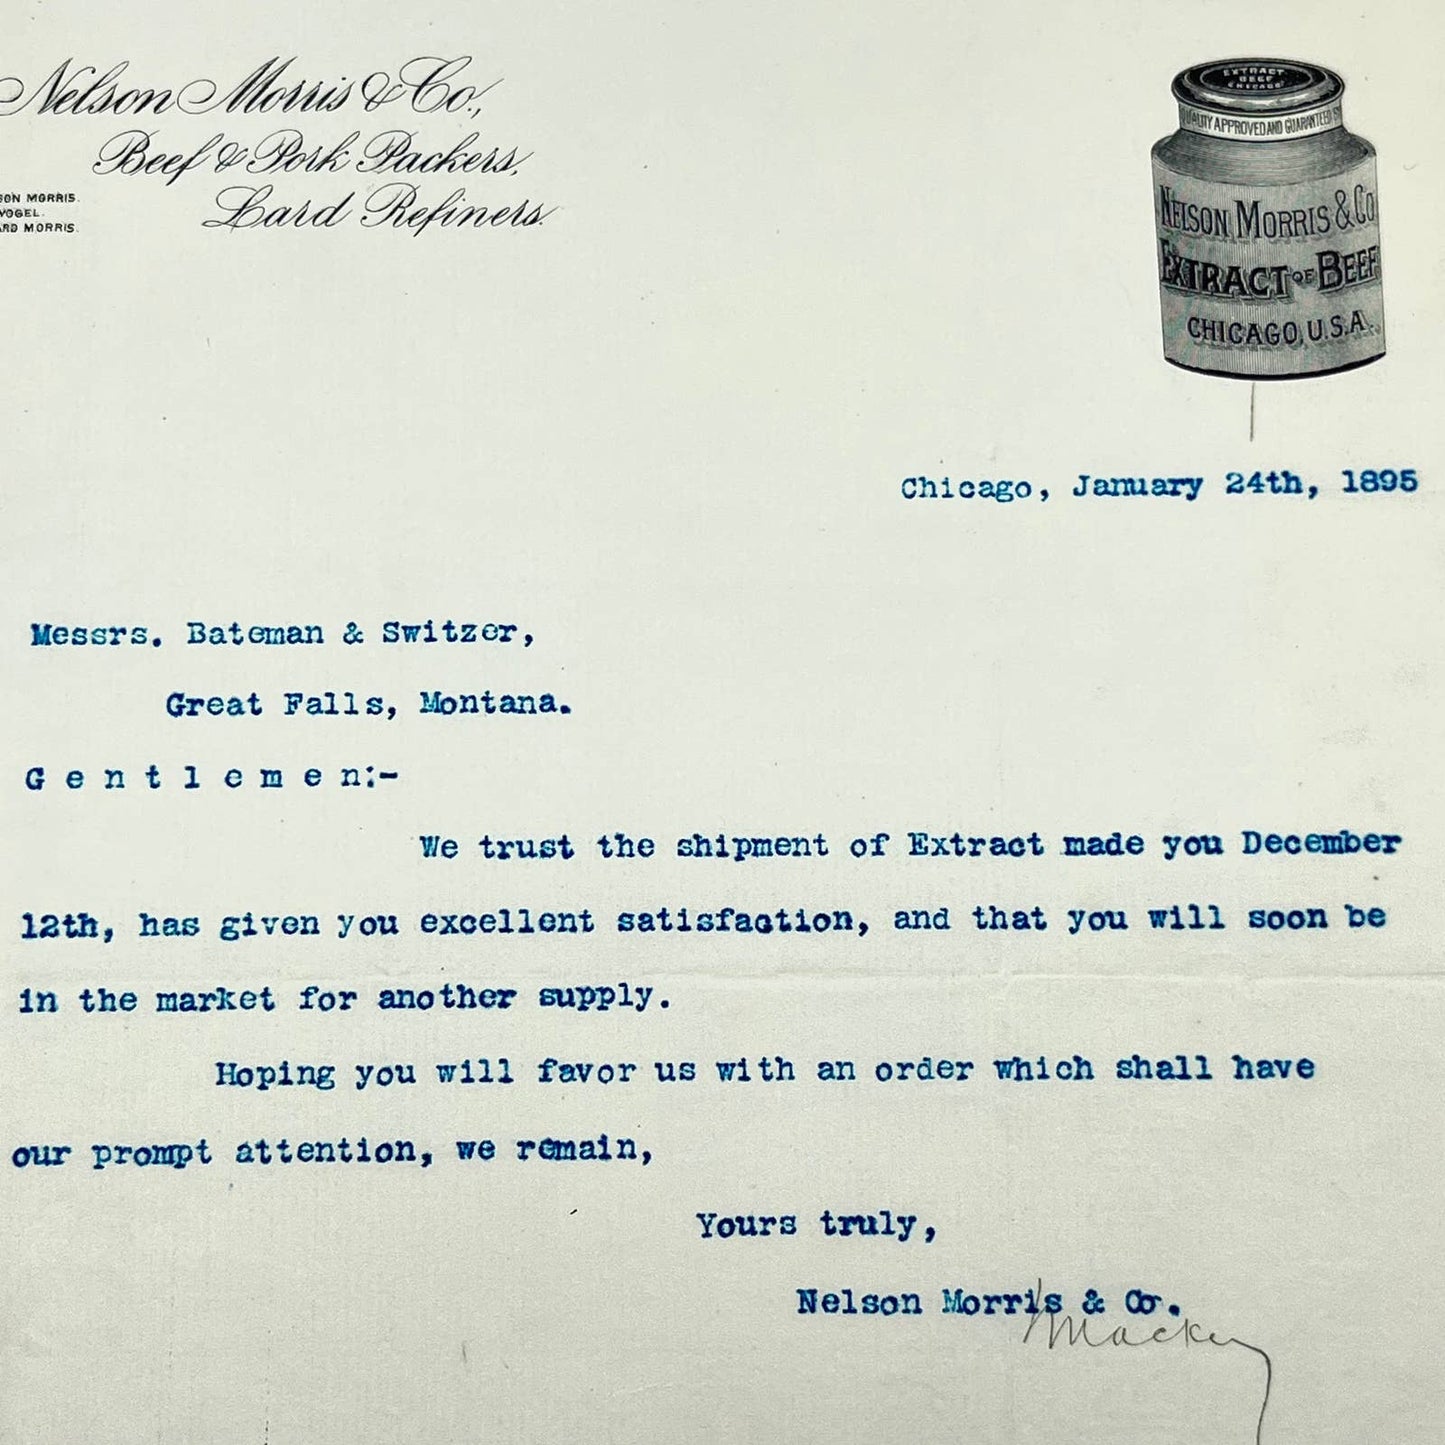 Nelson Morris & Co.,
Beef & Pork Packers,
Lard Refiners.
SON MORRIS.
VOGEL.
ARD MORRIS.
EXTRACT
BEEF
CHICAGO
QUALITY APPROVED AND GUARANTEED
NELSON MORRIS & CO
EXTRACT OF BEEF
CHICAGO, U.S.A.
Chicago, January 24th, 1895
Messrs. Bateman & Switzer,
Great Falls, Montana.
Gentlemen:-
We trust the shipment of Extract made you December
12th, has given you excellent satisfaction, and that you will soon be
in the market for another supply.
Hoping you will favor us with an order which shall have
our prompt attention, we remain,
Yours truly,
Nelson Morris & Co.